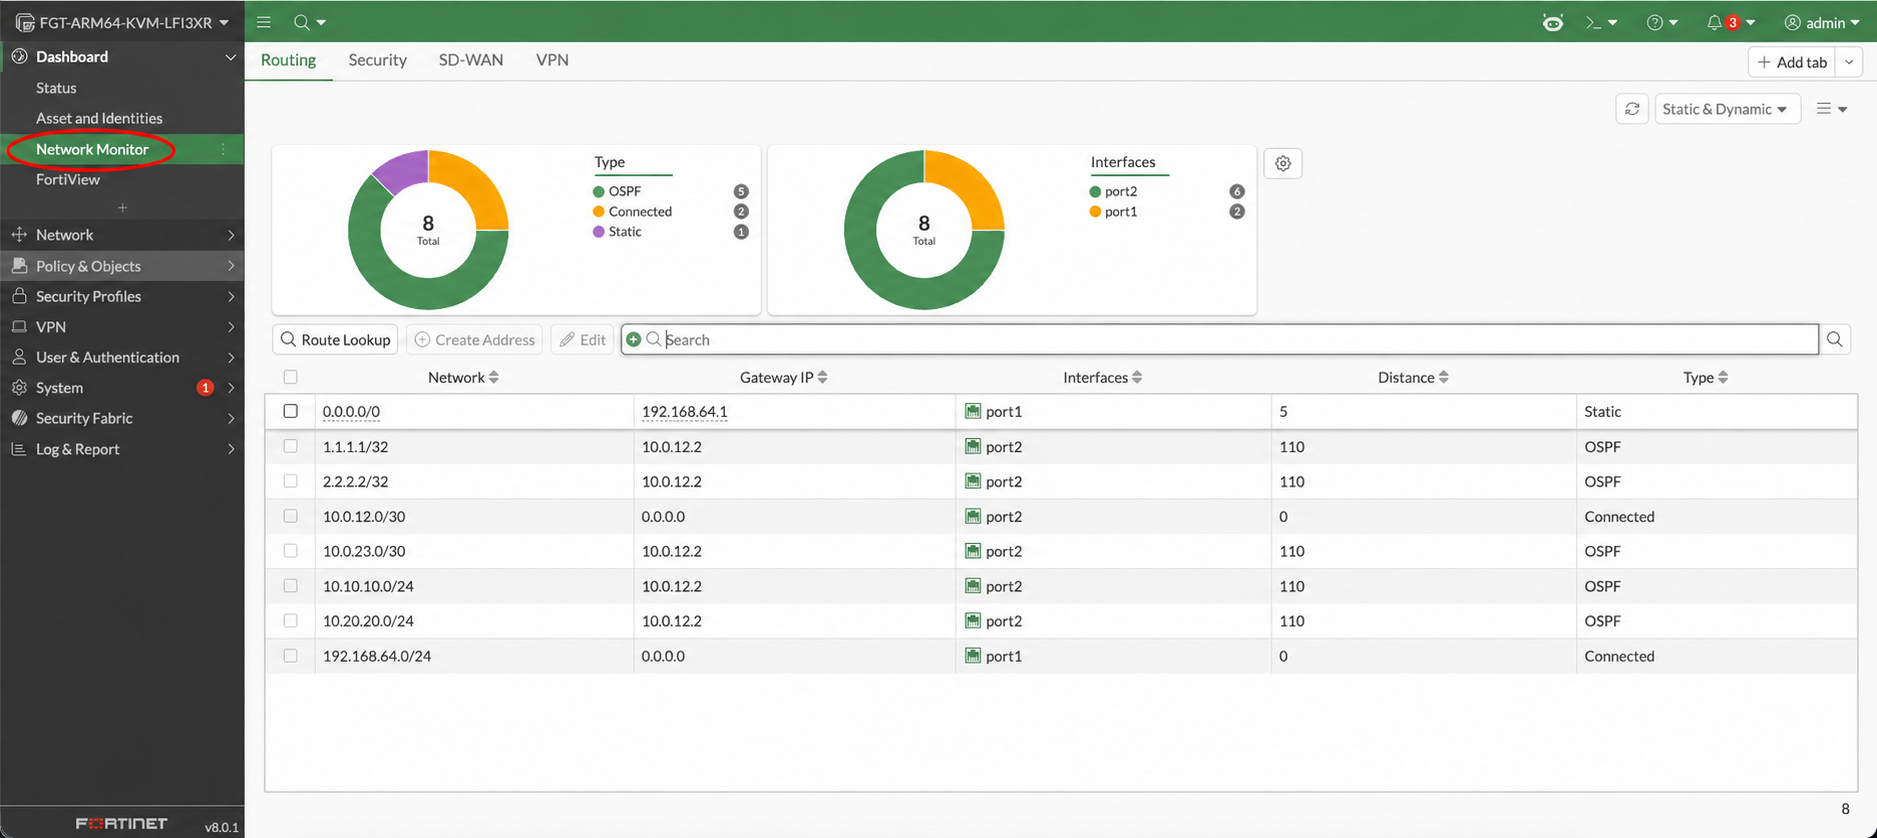 FGT-ARM64-KVM-LFI3XR
3
admin
Dashboard
Status
Asset and Identities
Network Monitor
FortiView
Network
Policy & Objects
Security Profiles
VPN
User & Authentication
System 1
Security Fabric
Log & Report
FORTINET v8.0.1
Routing Security SD-WAN VPN
Add tab
Static & Dynamic
8
Total
Type
OSPF 5
Connected 2
Static 1
8
Total
Interfaces
port2 6
port1 2
Route Lookup Create Address Edit Search
Network Gateway IP Interfaces Distance Type
0.0.0.0/0 192.168.64.1 port1 5 Static
1.1.1.1/32 10.0.12.2 port2 110 OSPF
2.2.2.2/32 10.0.12.2 port2 110 OSPF
10.0.12.0/30 0.0.0.0 port2 0 Connected
10.0.23.0/30 10.0.12.2 port2 110 OSPF
10.10.10.0/24 10.0.12.2 port2 110 OSPF
10.20.20.0/24 10.0.12.2 port2 110 OSPF
192.168.64.0/24 0.0.0.0 port1 0 Connected
8